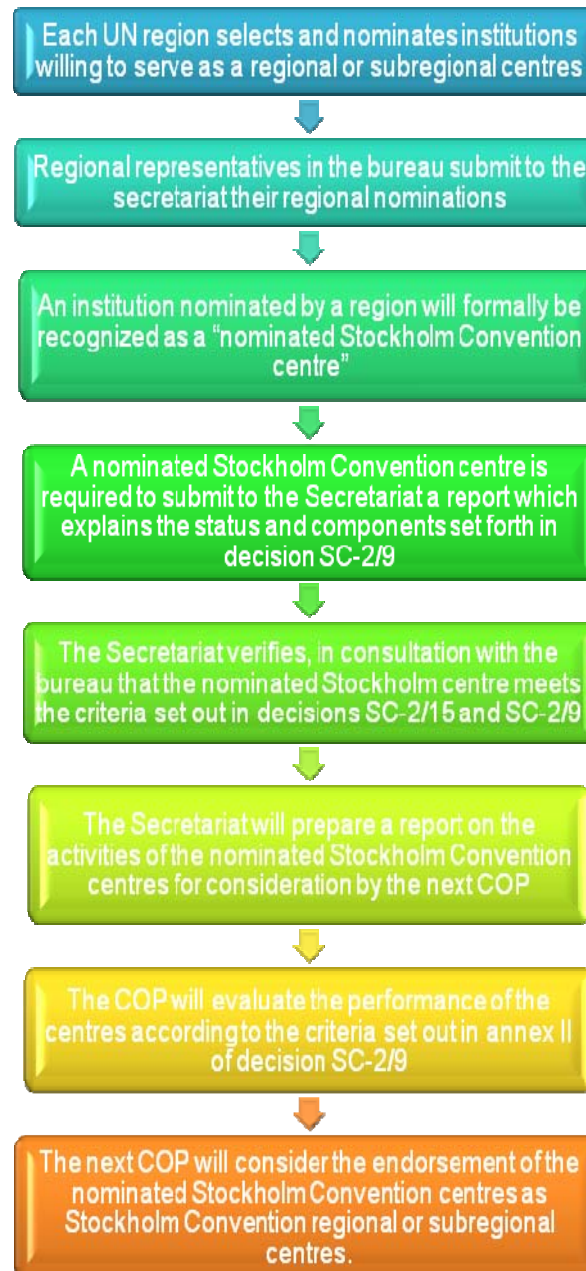 Each UN region selects and nominates institutions
willing to serve as a regional or subregional centres
Regional representatives in the bureau submit to the
secretariat their regional nominations
An institution nominated by a region will formally be
recognized as a “nominated Stockholm Convention
centre”
A nominated Stockholm Convention centre is
required to submit to the Secretariat a report which
explains the status and components set forth in
decision SC-2/9
The Secretariat verifies, in consultation with the
bureau that the nominated Stockholm centre meets
the criteria set out in decisions SC-2/15 and SC-2/9
The Secretariat will prepare a report on the
activities of the nominated Stockholm Convention
centres for consideration by the next COP
The COP will evaluate the performance of the
centres according to the criteria set out in annex II
of decision SC-2/9
The next COP will consider the endorsement of the
nominated Stockholm Convention centres as
Stockholm Convention regional or subregional
centres.